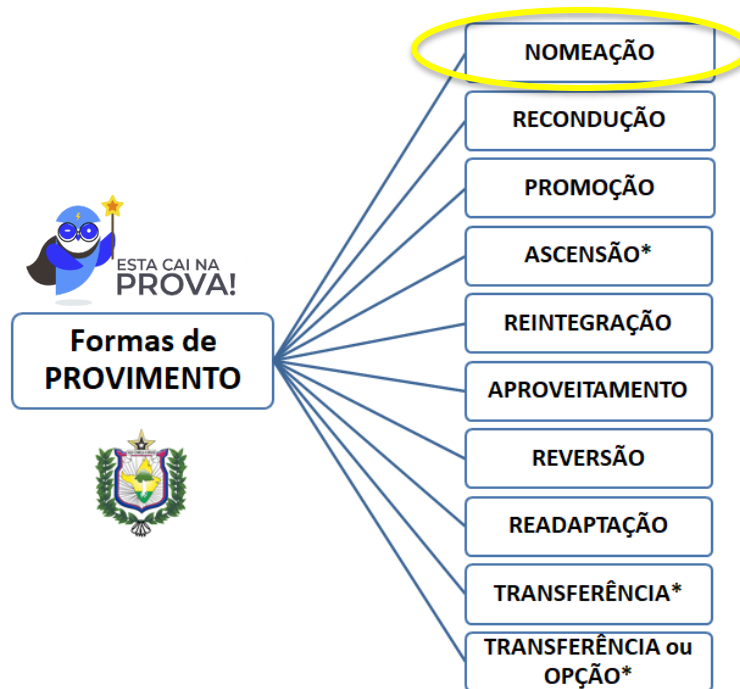 NOMEAÇÃO
RECONDUÇÃO
PROMOÇÃO
ASCENSÃO*
ESTA CAI NA
PROVA!
REINTEGRAÇÃO
Formas de
PROVIMENTO
APROVEITAMENTO
REVERSÃO
READAPTAÇÃO
TRANSFERÊNCIA*
TRANSFERÊNCIA ou
OPÇÃO*